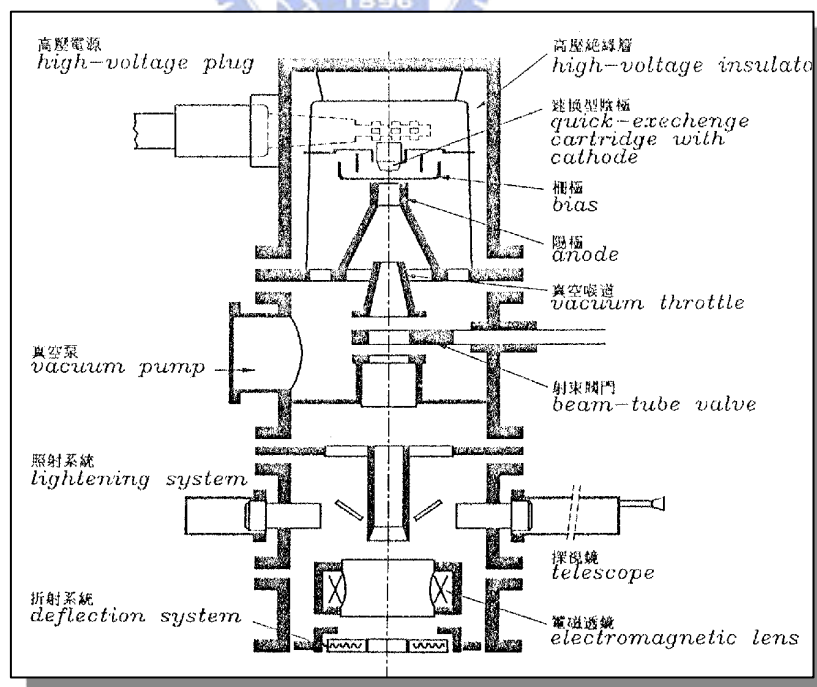 1896
高壓電源
high-voltage plug
高壓絕緣層
high-voltage insulato
速換型陰極
quick-exechenge
cartridge with
cathode
柵極
bias
陽極
anode
真空喉道
vacuum throttle
真空泵
vacuum pump
射束閥門
beam-tube valve
照射系統
lightening system
探視鏡
telescope
折射系統
deflection system
電磁透鏡
electromagnetic lens